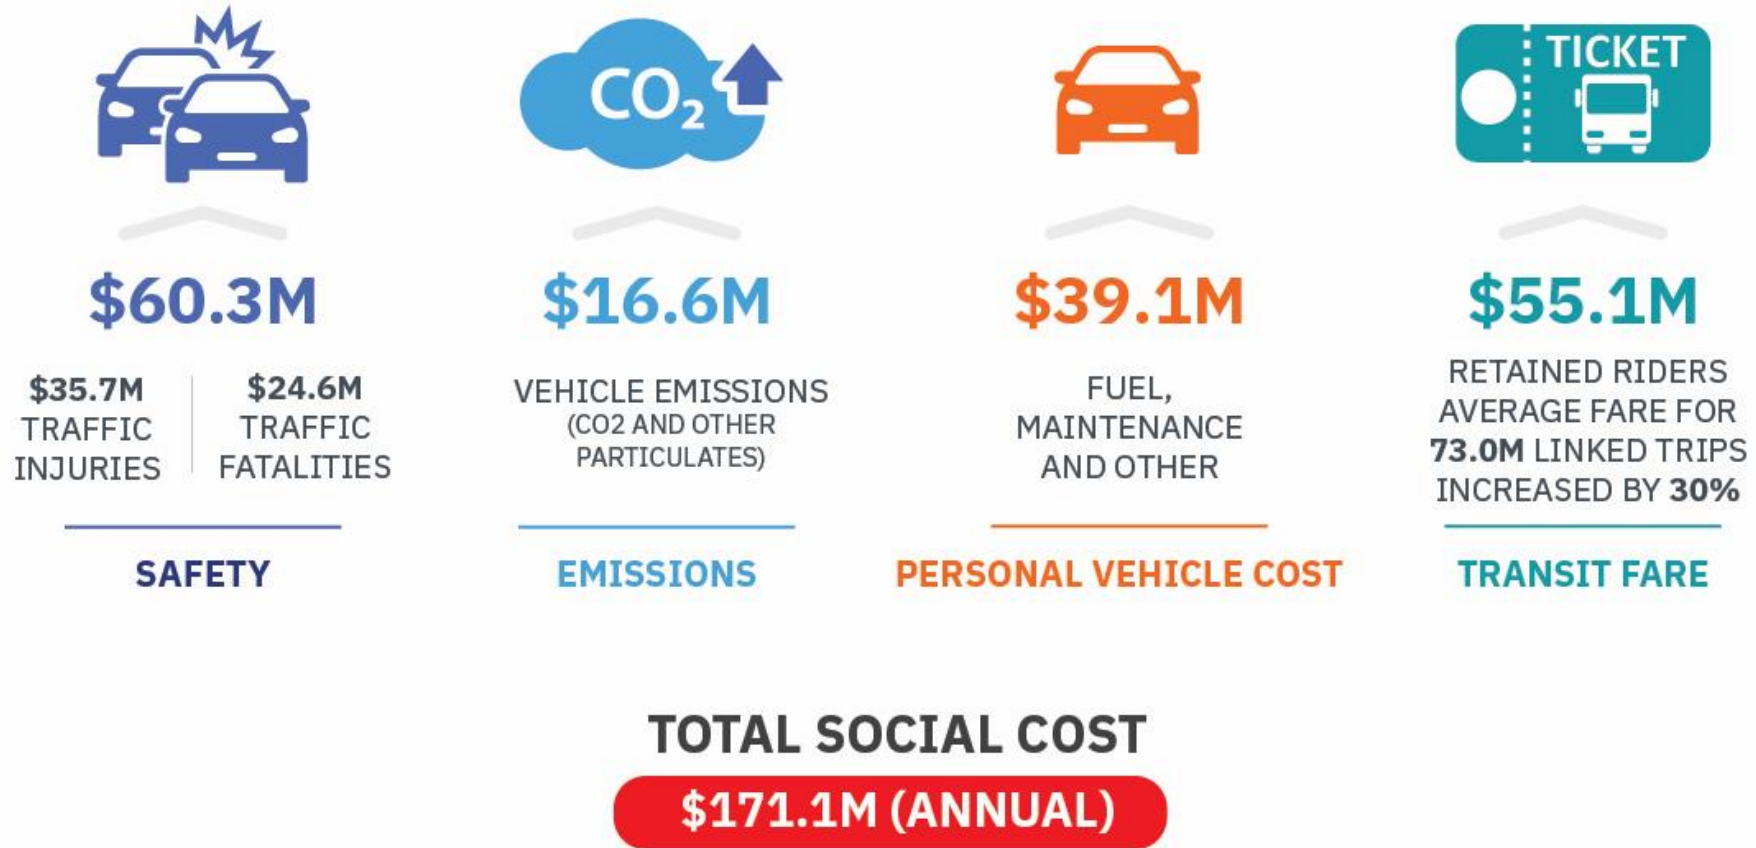 CO2
TICKET
$60.3M
$35.7M
TRAFFIC
INJURIES
$24.6M
TRAFFIC
FATALITIES
SAFETY
$16.6M
VEHICLE EMISSIONS
(CO2 AND OTHER
PARTICULATES)
EMISSIONS
$39.1M
FUEL,
MAINTENANCE
AND OTHER
PERSONAL VEHICLE COST
$55.1M
RETAINED RIDERS
AVERAGE FARE FOR
73.0M LINKED TRIPS
INCREASED BY 30%
TRANSIT FARE
TOTAL SOCIAL COST
$171.1M (ANNUAL)